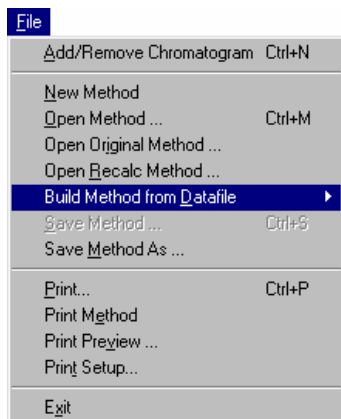 File
Add/Remove Chromatogram Ctrl+N
New Method
Open Method ... Ctrl+M
Open Original Method ...
Open Recalc Method ...
Build Method from Datafile
Save Method ... Ctrl+S
Save Method As ...
Print... Ctrl+P
Print Method
Print Preview ...
Print Setup...
Exit